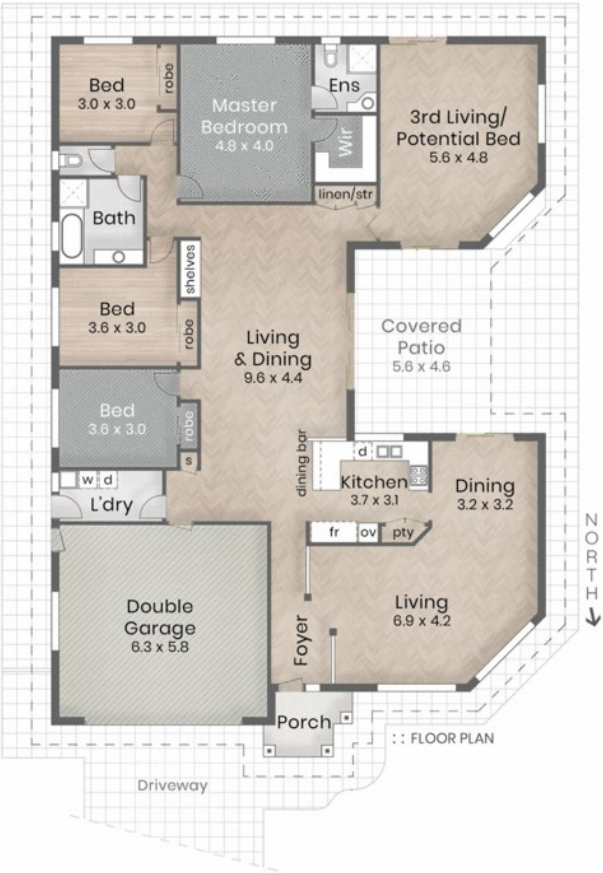 Bed
3.0 x 3.0
robe
Master
Bedroom
4.8 x 4.0
Ens
Wir
3rd Living/
Potential Bed
5.6 x 4.8
linen/str
Bath
shelves
Bed
3.6 x 3.0
robe
Living
& Dining
9.6 x 4.4
Covered
Patio
5.6 x 4.6
Bed
3.6 x 3.0
robe
s
w d
L'dry
dining bar
d
Kitchen
3.7 x 3.1
Dining
3.2 x 3.2
fr
ov
pty
NORTH
Double
Garage
6.3 x 5.8
Foyer
Living
6.9 x 4.2
Porch
:: FLOOR PLAN
Driveway